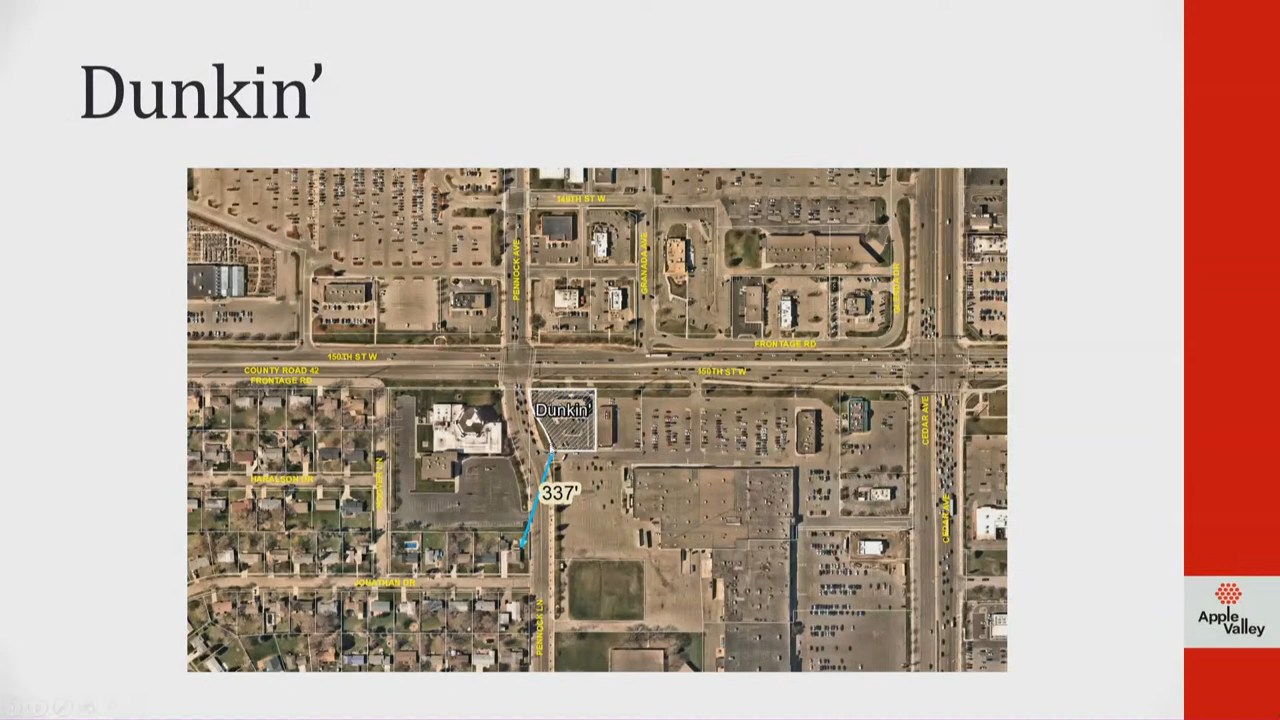 Dunkin'
149TH ST W
PENNOCK AVE
GRANADA AVE
FRONTAGE RD
150TH ST W
COUNTY ROAD 42
FRONTAGE RD
150TH ST W
Dunkin'
CEDAR AVE
HARALSON DR
337'
CEDAR AVE
JONATHAN DR
PENNOCK LN
Apple
Valley